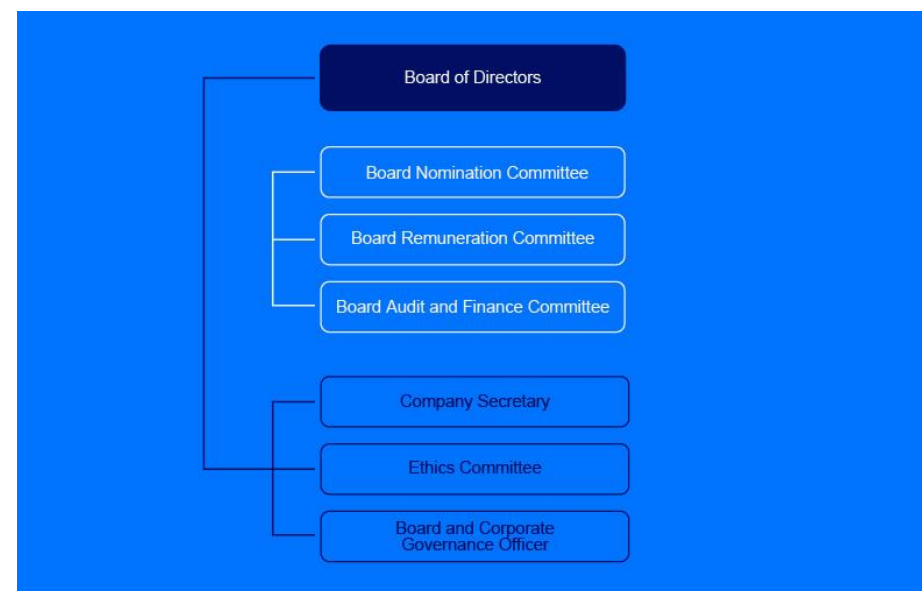 Board of Directors
Board Nomination Committee
Board Remuneration Committee
Board Audit and Finance Committee
Company Secretary
Ethics Committee
Board and Corporate
Governance Officer